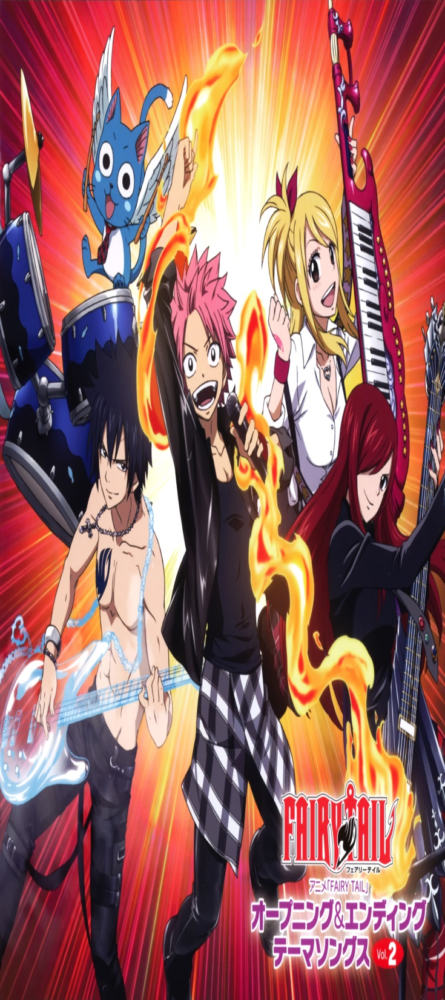 FAIRY TAIL
フェアリーテイル
アニメ「FAIRY TAIL」
オープニング&エンディング
テーマソングス Vol.2